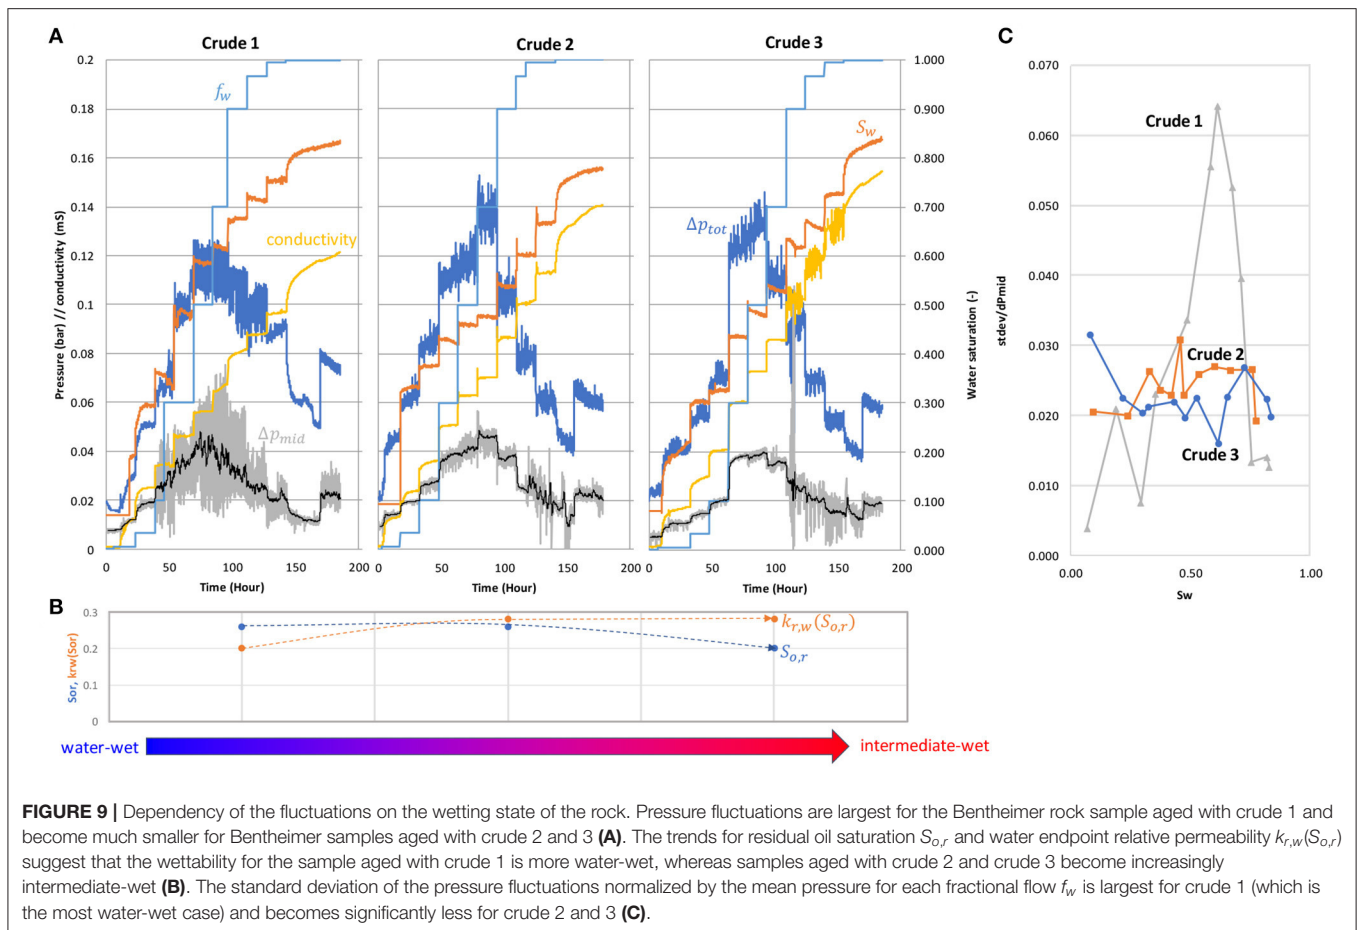 A
Crude 1
Crude 2
Crude 3
C
0.2
0.18
0.16
0.14
0.12
0.1
0.08
0.06
0.04
0.02
0
Pressure (bar) // conductivity (mS)
f_w
conductivity
Δp_mid
S_w
Δp_tot
1.000
0.900
0.800
0.700
0.600
0.500
0.400
0.300
0.200
0.100
0.000
Water saturation (-)
0 50 100 150 200
0 50 100 150 200
0 50 100 150 200
Time (Hour)
Time (Hour)
Time (Hour)
0.070
0.060
0.050
0.040
0.030
0.020
0.010
0.000
stdev/dPmid
Crude 1
Crude 2
Crude 3
0.00 0.50 1.00
Sw
B
0.3
0.2
0.1
0
Sor, krw(Sor)
k_{r,w}(S_{o,r})
S_{o,r}
water-wet
intermediate-wet
FIGURE 9 | Dependency of the fluctuations on the wetting state of the rock. Pressure fluctuations are largest for the Bentheimer rock sample aged with crude 1 and
become much smaller for Bentheimer samples aged with crude 2 and 3 (A). The trends for residual oil saturation S_{o,r} and water endpoint relative permeability k_{r,w}(S_{o,r})
suggest that the wettability for the sample aged with crude 1 is more water-wet, whereas samples aged with crude 2 and crude 3 become increasingly
intermediate-wet (B). The standard deviation of the pressure fluctuations normalized by the mean pressure for each fractional flow f_w is largest for crude 1 (which is
the most water-wet case) and becomes significantly less for crude 2 and 3 (C).